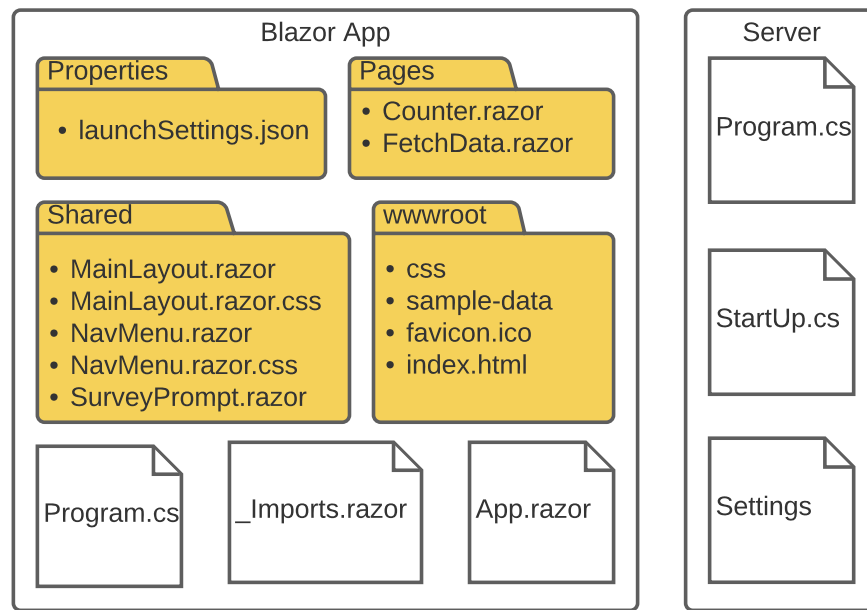 Blazor App
Properties
• launchSettings.json
Pages
• Counter.razor
• FetchData.razor
Shared
• MainLayout.razor
• MainLayout.razor.css
• NavMenu.razor
• NavMenu.razor.css
• SurveyPrompt.razor
wwwroot
• css
• sample-data
• favicon.ico
• index.html
Program.cs
_Imports.razor
App.razor
Server
Program.cs
StartUp.cs
Settings